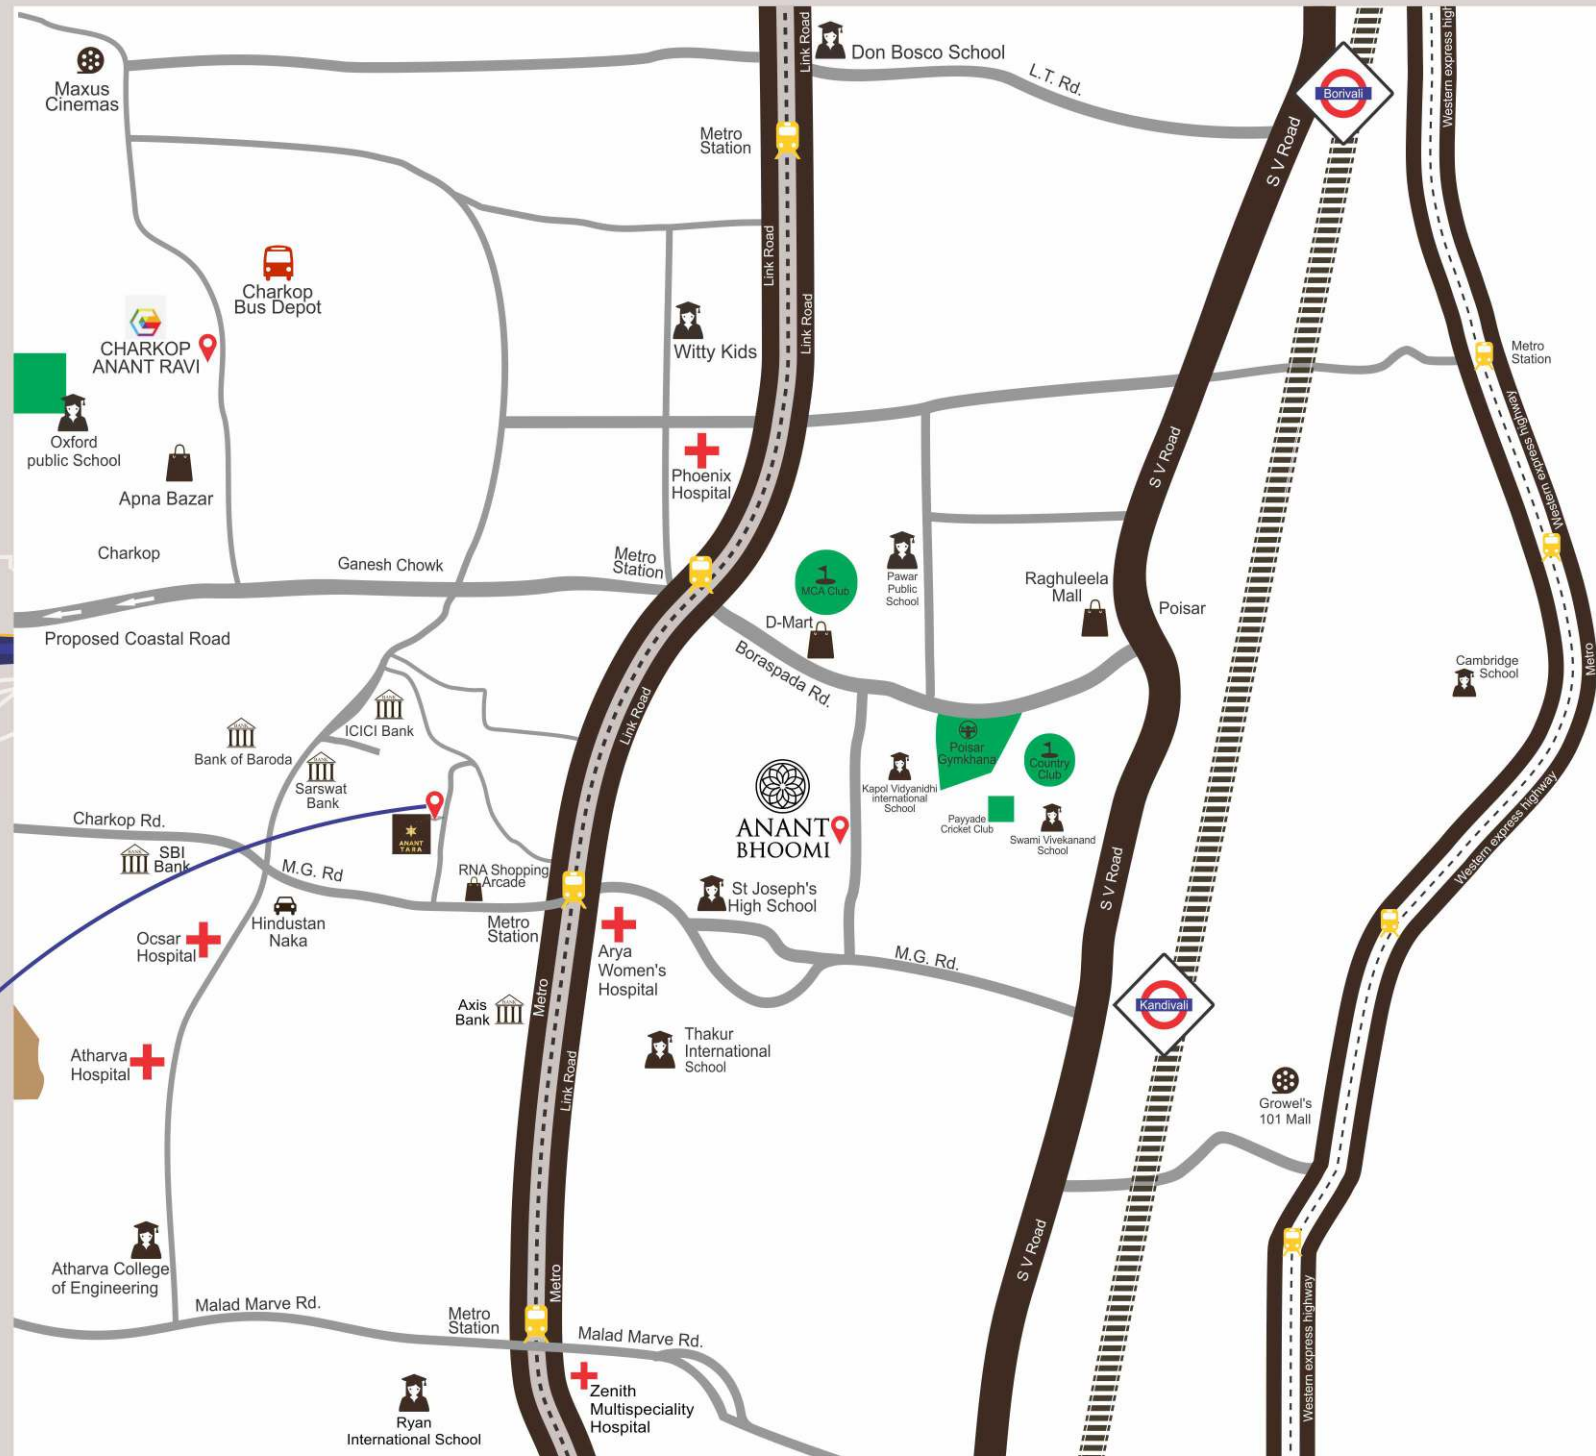 Link Road
Western express high
Don Bosco School
Maxus
Cinemas
L.T. Rd.
Borivali
Metro
Station
S V Road
Link Road
Charkop
Bus Depot
Link Road
CHARKOP
ANANT RAVI
Witty Kids
Metro
Station
Oxford
public School
Western express highway
S V Road
Apna Bazar
Phoenix
Hospital
Charkop
Ganesh Chowk
Metro
Station
MCA Club
Pawar
Public
School
Raghuleela
Mall
Poisar
D-Mart
Proposed Coastal Road
Boraspada Rd.
Metro
Cambridge
School
Link Road
BANK
ICICI Bank
BANK
Bank of Baroda
BANK
Sarswat
Bank
Poisar
Gymkhana
Country
Club
Kapol Vidyanidhi
international
School
Payyade
Cricket Club
Swami Vivekanand
School
Charkop Rd.
ANANT
TARA
ANANT
BHOOMI
Western express highway
BANK
SBI
Bank
M.G. Rd
RNA Shopping
Arcade
St Joseph's
High School
S V Road
Hindustan
Naka
Metro
Station
Ocsar
Hospital
Arya
Women's
Hospital
M.G. Rd.
Metro
Axis
Bank
BANK
Kandivali
Atharva
Hospital
Thakur
International
School
Link Road
Growel's
101 Mall
Atharva College
of Engineering
S V Road
Metro
Malad Marve Rd.
Metro
Station
Malad Marve Rd.
Western express highway
Zenith
Multispeciality
Hospital
Ryan
International School